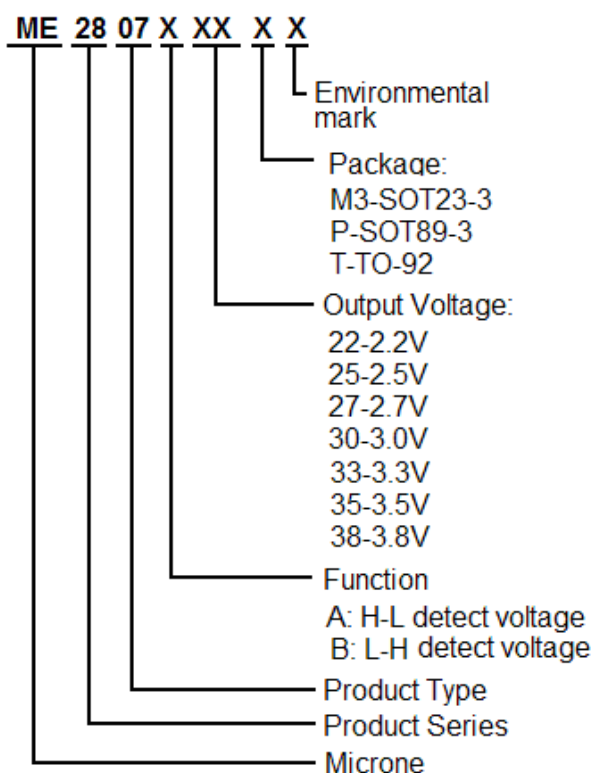 ME 28 07 X XX X X
Environmental
mark
Package:
M3-SOT23-3
P-SOT89-3
T-TO-92
Output Voltage:
22-2.2V
25-2.5V
27-2.7V
30-3.0V
33-3.3V
35-3.5V
38-3.8V
Function
A: H-L detect voltage
B: L-H detect voltage
Product Type
Product Series
Microne